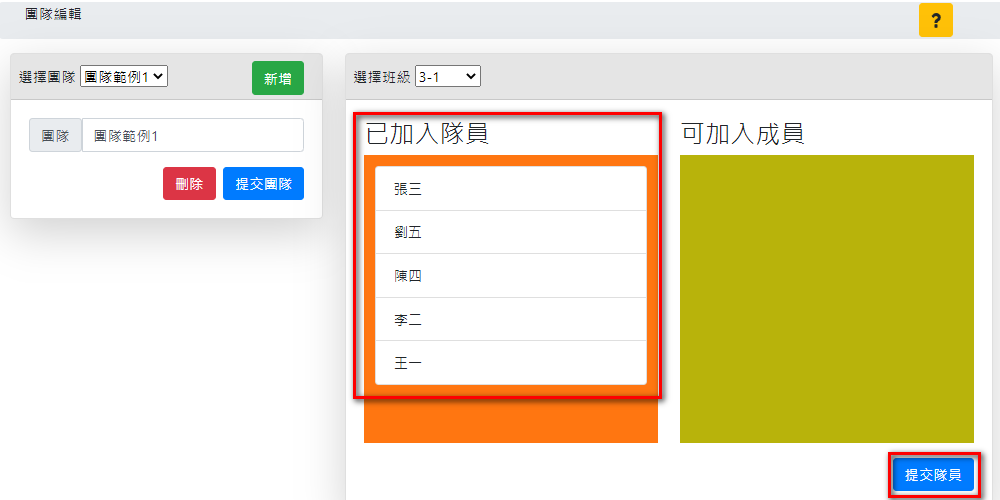 團隊編輯
?
選擇團隊 團隊範例1 新增
團隊 團隊範例1
刪除 提交團隊
選擇班級 3-1
已加入隊員
張三
劉五
陳四
李二
王一
可加入成員
提交隊員